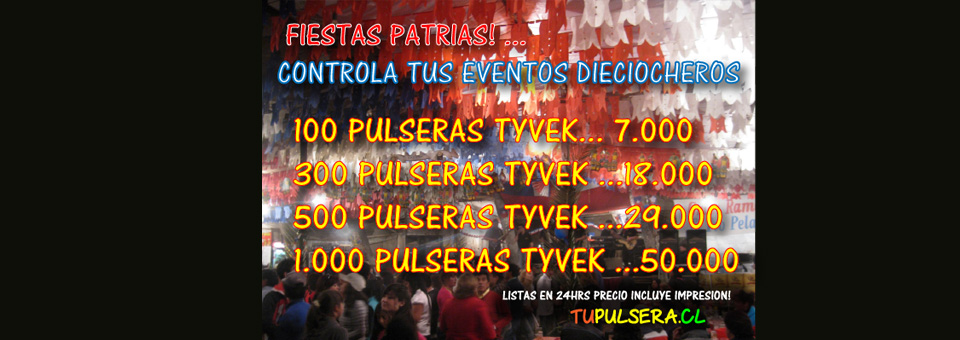 FIESTAS PATRIAS! ...
CONTROLA TUS EVENTOS DIECIOCHEROS
100 PULSERAS TYVEK... 7.000
300 PULSERAS TYVEK ...18.000
500 PULSERAS TYVEK ...29.000
1.000 PULSERAS TYVEK ...50.000
LISTAS EN 24HRS PRECIO INCLUYE IMPRESION!
TUPULSERA.CL